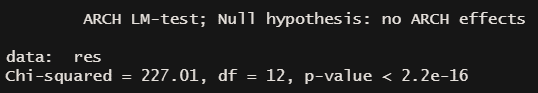 ARCH LM-test; Null hypothesis: no ARCH effects
data: res
Chi-squared = 227.01, df = 12, p-value < 2.2e-16